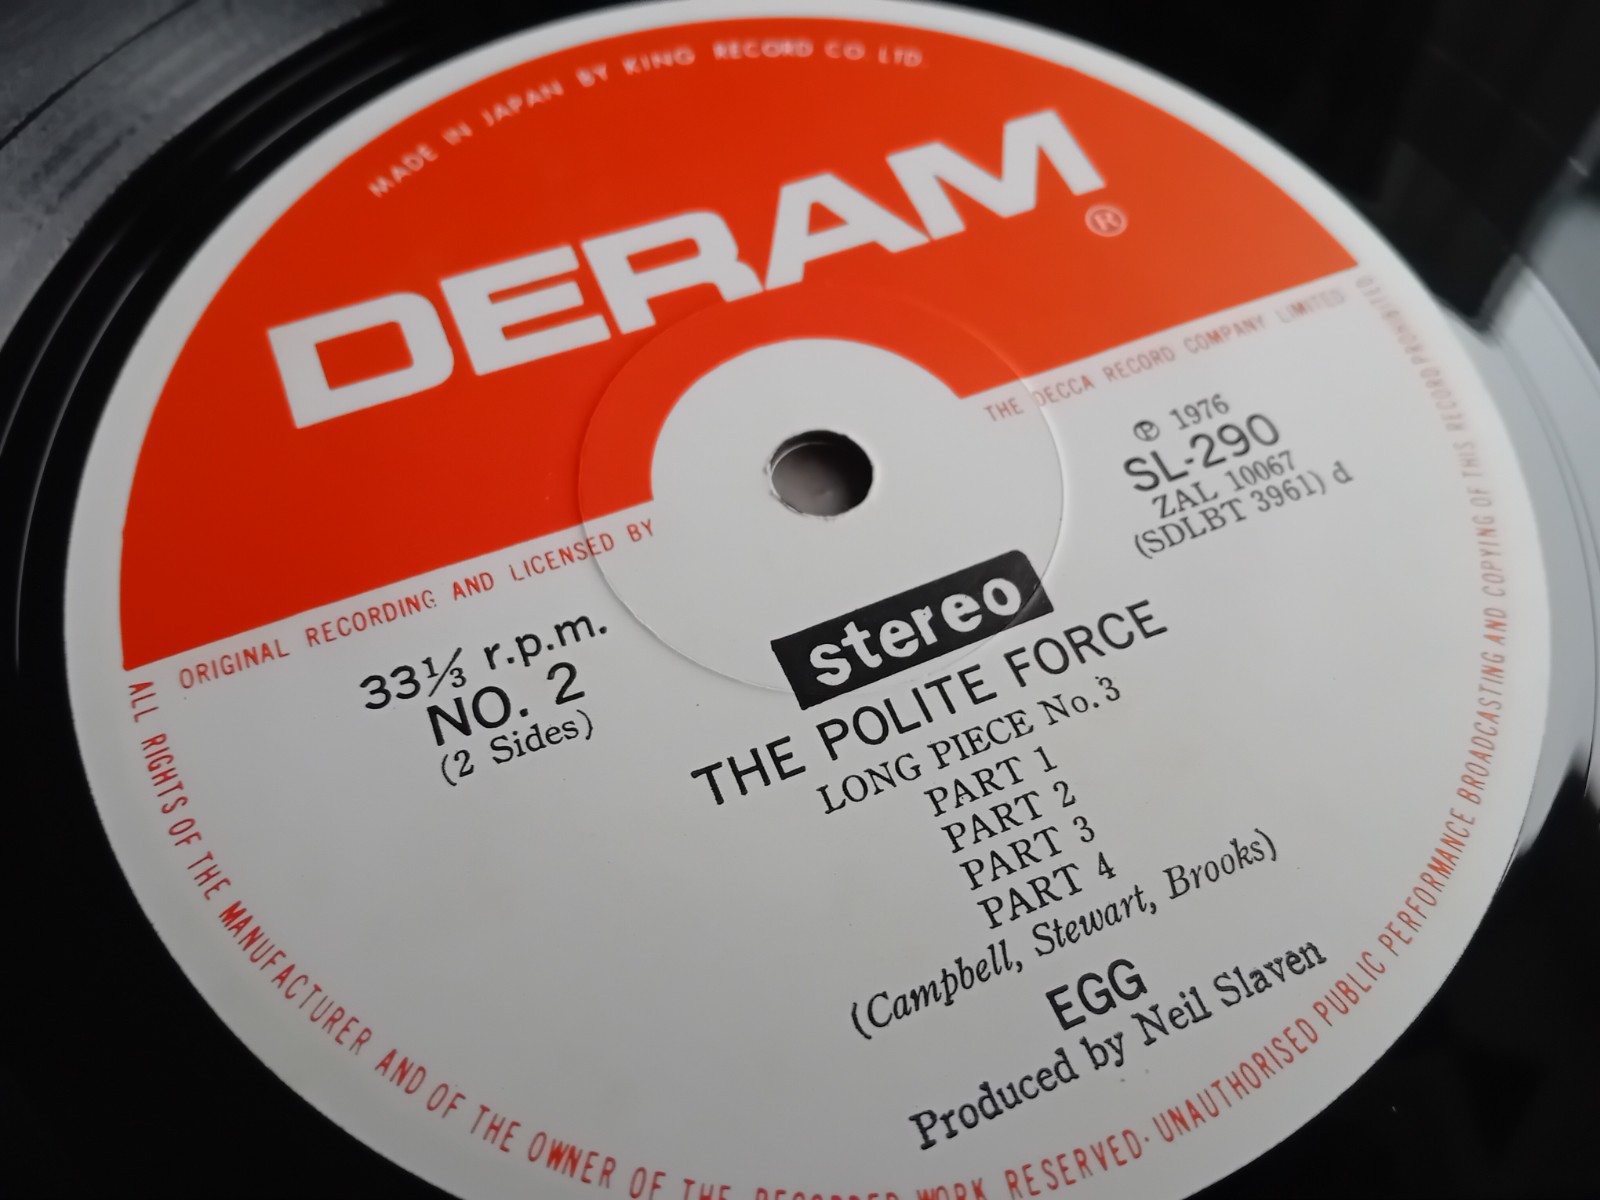 MADE IN JAPAN BY KING RECORD CO. LTD.
DERAM®
ORIGINAL RECORDING AND LICENSED BY THE DECCA RECORD COMPANY LIMITED
33⅓ r.p.m.
NO. 2
(2 Sides)
℗ 1976
SL-290
ZAL 10067
(SDLBT 3961) d
stereo
THE POLITE FORCE
LONG PIECE No. 3
PART 1
PART 2
PART 3
PART 4
(Campbell, Stewart, Brooks)
EGG
Produced by Neil Slaven
ALL RIGHTS OF THE MANUFACTURER AND OF THE OWNER OF THE RECORDED WORK RESERVED· UNAUTHORISED PUBLIC PERFORMANCE BROADCASTING AND COPYING OF THIS RECORD PROHIBITED